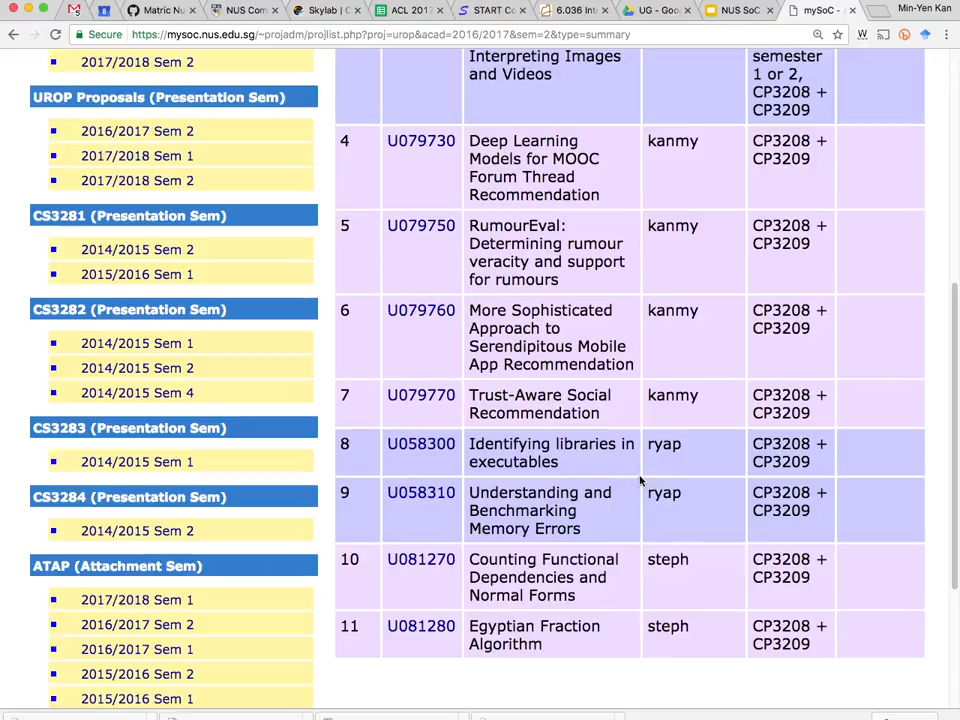 Matric Nu
NUS Com
Skylab | C
ACL 2017
START Co
6.036 Int
UG - Goo
NUS SoC
mySoC -
Min-Yen Kan
Secure
https://mysoc.nus.edu.sg/~projadm/projlist.php?proj=urop&acad=2016/2017&sem=2&type=summary
2017/2018 Sem 2
UROP Proposals (Presentation Sem)
2016/2017 Sem 2
2017/2018 Sem 1
2017/2018 Sem 2
CS3281 (Presentation Sem)
2014/2015 Sem 2
2015/2016 Sem 1
CS3282 (Presentation Sem)
2014/2015 Sem 1
2014/2015 Sem 2
2014/2015 Sem 4
CS3283 (Presentation Sem)
2014/2015 Sem 1
CS3284 (Presentation Sem)
2014/2015 Sem 2
ATAP (Attachment Sem)
2017/2018 Sem 1
2016/2017 Sem 2
2016/2017 Sem 1
2015/2016 Sem 2
2015/2016 Sem 1
Interpreting Images
and Videos
semester
1 or 2,
CP3208 +
CP3209
4
U079730
Deep Learning
Models for MOOC
Forum Thread
Recommendation
kanmy
CP3208 +
CP3209
5
U079750
RumourEval:
Determining rumour
veracity and support
for rumours
kanmy
CP3208 +
CP3209
6
U079760
More Sophisticated
Approach to
Serendipitous Mobile
App Recommendation
kanmy
CP3208 +
CP3209
7
U079770
Trust-Aware Social
Recommendation
kanmy
CP3208 +
CP3209
8
U058300
Identifying libraries in
executables
ryap
CP3208 +
CP3209
9
U058310
Understanding and
Benchmarking
Memory Errors
ryap
CP3208 +
CP3209
10
U081270
Counting Functional
Dependencies and
Normal Forms
steph
CP3208 +
CP3209
11
U081280
Egyptian Fraction
Algorithm
steph
CP3208 +
CP3209